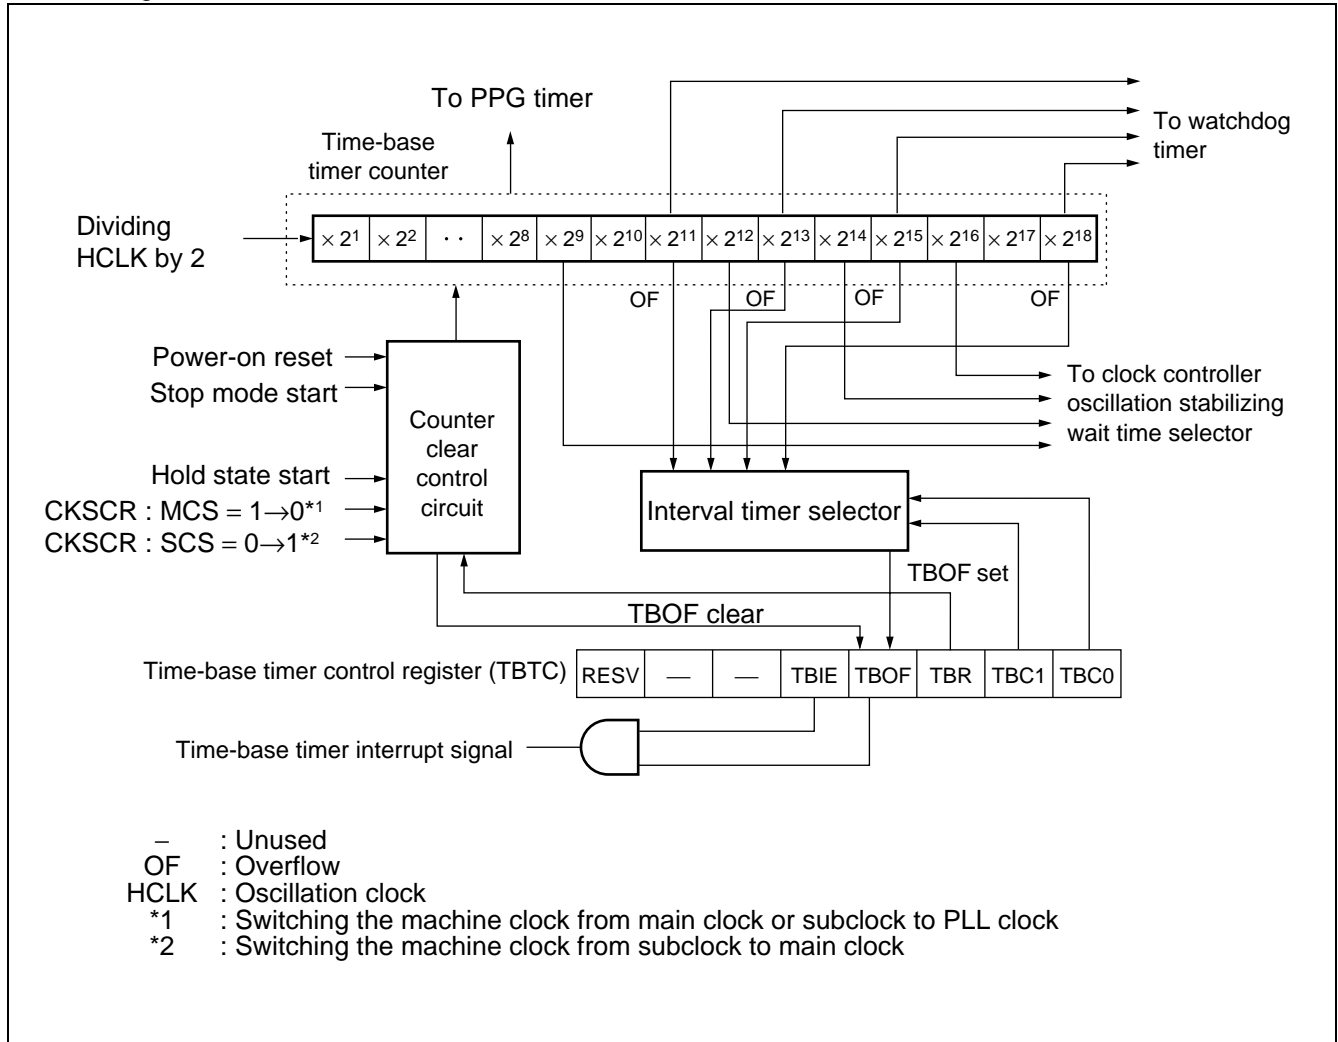 To PPG timer
To watchdog
timer
Time-base
timer counter
Dividing
HCLK by 2
× 2¹ × 2² · · × 2⁸ × 2⁹ × 2¹⁰ × 2¹¹ × 2¹² × 2¹³ × 2¹⁴ × 2¹⁵ × 2¹⁶ × 2¹⁷ × 2¹⁸
OF OF OF OF
Power-on reset
Stop mode start
Hold state start
CKSCR : MCS = 1→0*1
CKSCR : SCS = 0→1*2
Counter
clear
control
circuit
To clock controller
oscillation stabilizing
wait time selector
Interval timer selector
TBOF set
TBOF clear
Time-base timer control register (TBTC) RESV — — TBIE TBOF TBR TBC1 TBC0
Time-base timer interrupt signal
– : Unused
OF : Overflow
HCLK : Oscillation clock
*1 : Switching the machine clock from main clock or subclock to PLL clock
*2 : Switching the machine clock from subclock to main clock